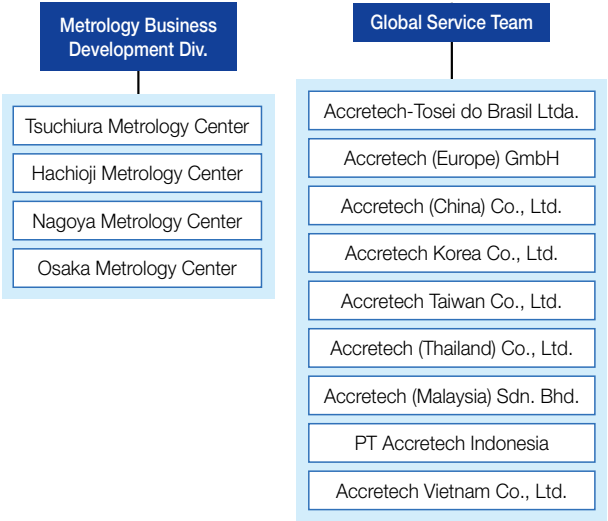 Metrology Business
Development Div.
Tsuchiura Metrology Center
Hachioji Metrology Center
Nagoya Metrology Center
Osaka Metrology Center
Global Service Team
Accretech-Tosei do Brasil Ltda.
Accretech (Europe) GmbH
Accretech (China) Co., Ltd.
Accretech Korea Co., Ltd.
Accretech Taiwan Co., Ltd.
Accretech (Thailand) Co., Ltd.
Accretech (Malaysia) Sdn. Bhd.
PT Accretech Indonesia
Accretech Vietnam Co., Ltd.